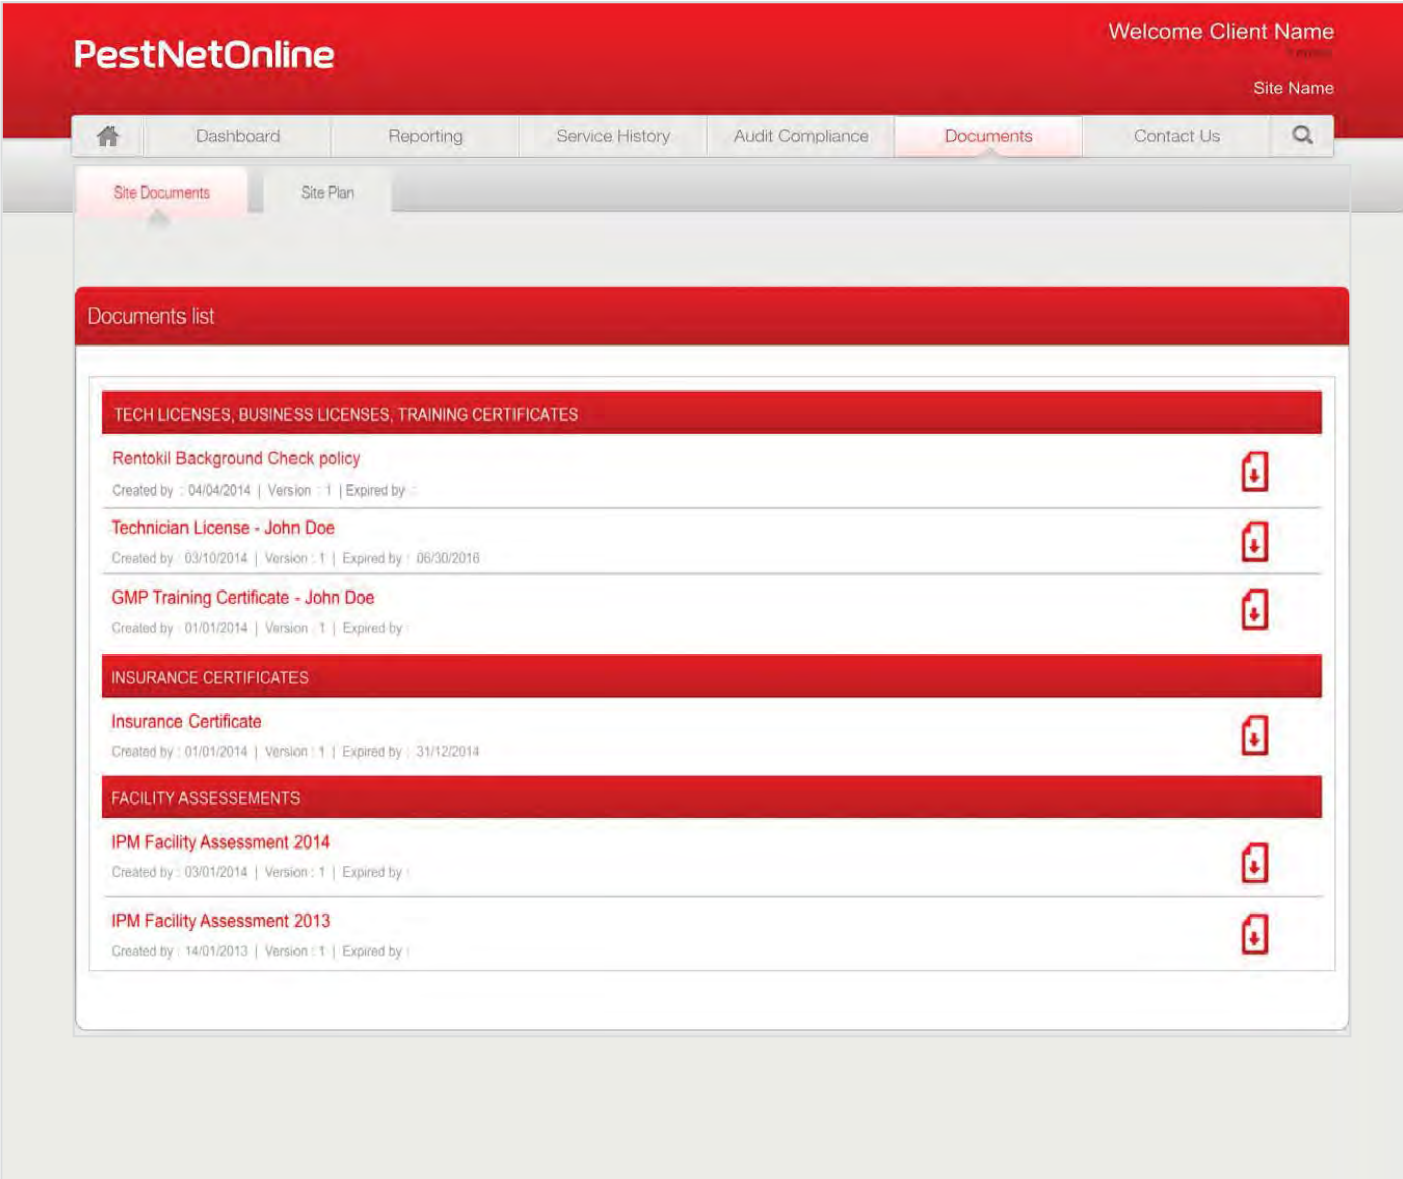 PestNetOnline
Welcome Client Name
Site Name
Dashboard
Reporting
Service History
Audit Compliance
Documents
Contact Us
Site Documents
Site Plan
Documents list
TECH LICENSES, BUSINESS LICENSES, TRAINING CERTIFICATES
Rentokil Background Check policy
Created by : 04/04/2014 | Version : 1 | Expired by :
Technician License - John Doe
Created by : 03/10/2014 | Version : 1 | Expired by : 06/30/2016
GMP Training Certificate - John Doe
Created by : 01/01/2014 | Version : 1 | Expired by :
INSURANCE CERTIFICATES
Insurance Certificate
Created by : 01/01/2014 | Version : 1 | Expired by : 31/12/2014
FACILITY ASSESSEMENTS
IPM Facility Assessment 2014
Created by : 03/01/2014 | Version : 1 | Expired by :
IPM Facility Assessment 2013
Created by : 14/01/2013 | Version : 1 | Expired by :